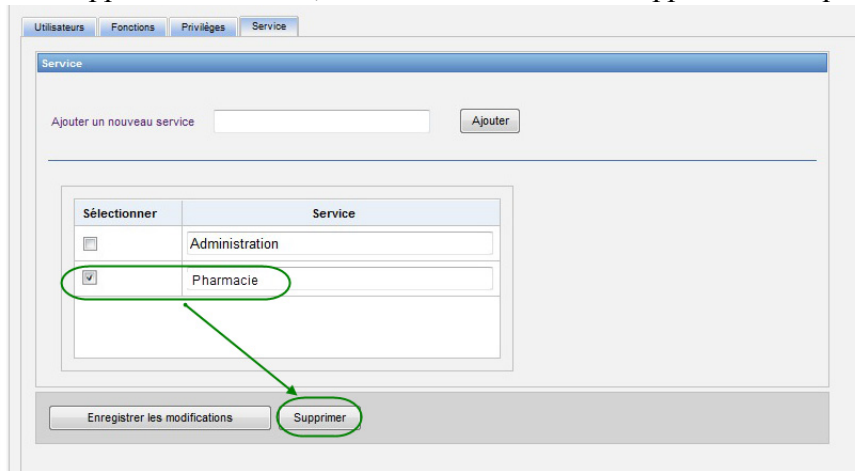 Utilisateurs Fonctions Privilèges Service
Service
Ajouter un nouveau service Ajouter
Sélectionner Service
Administration
Pharmacie
Enregistrer les modifications Supprimer